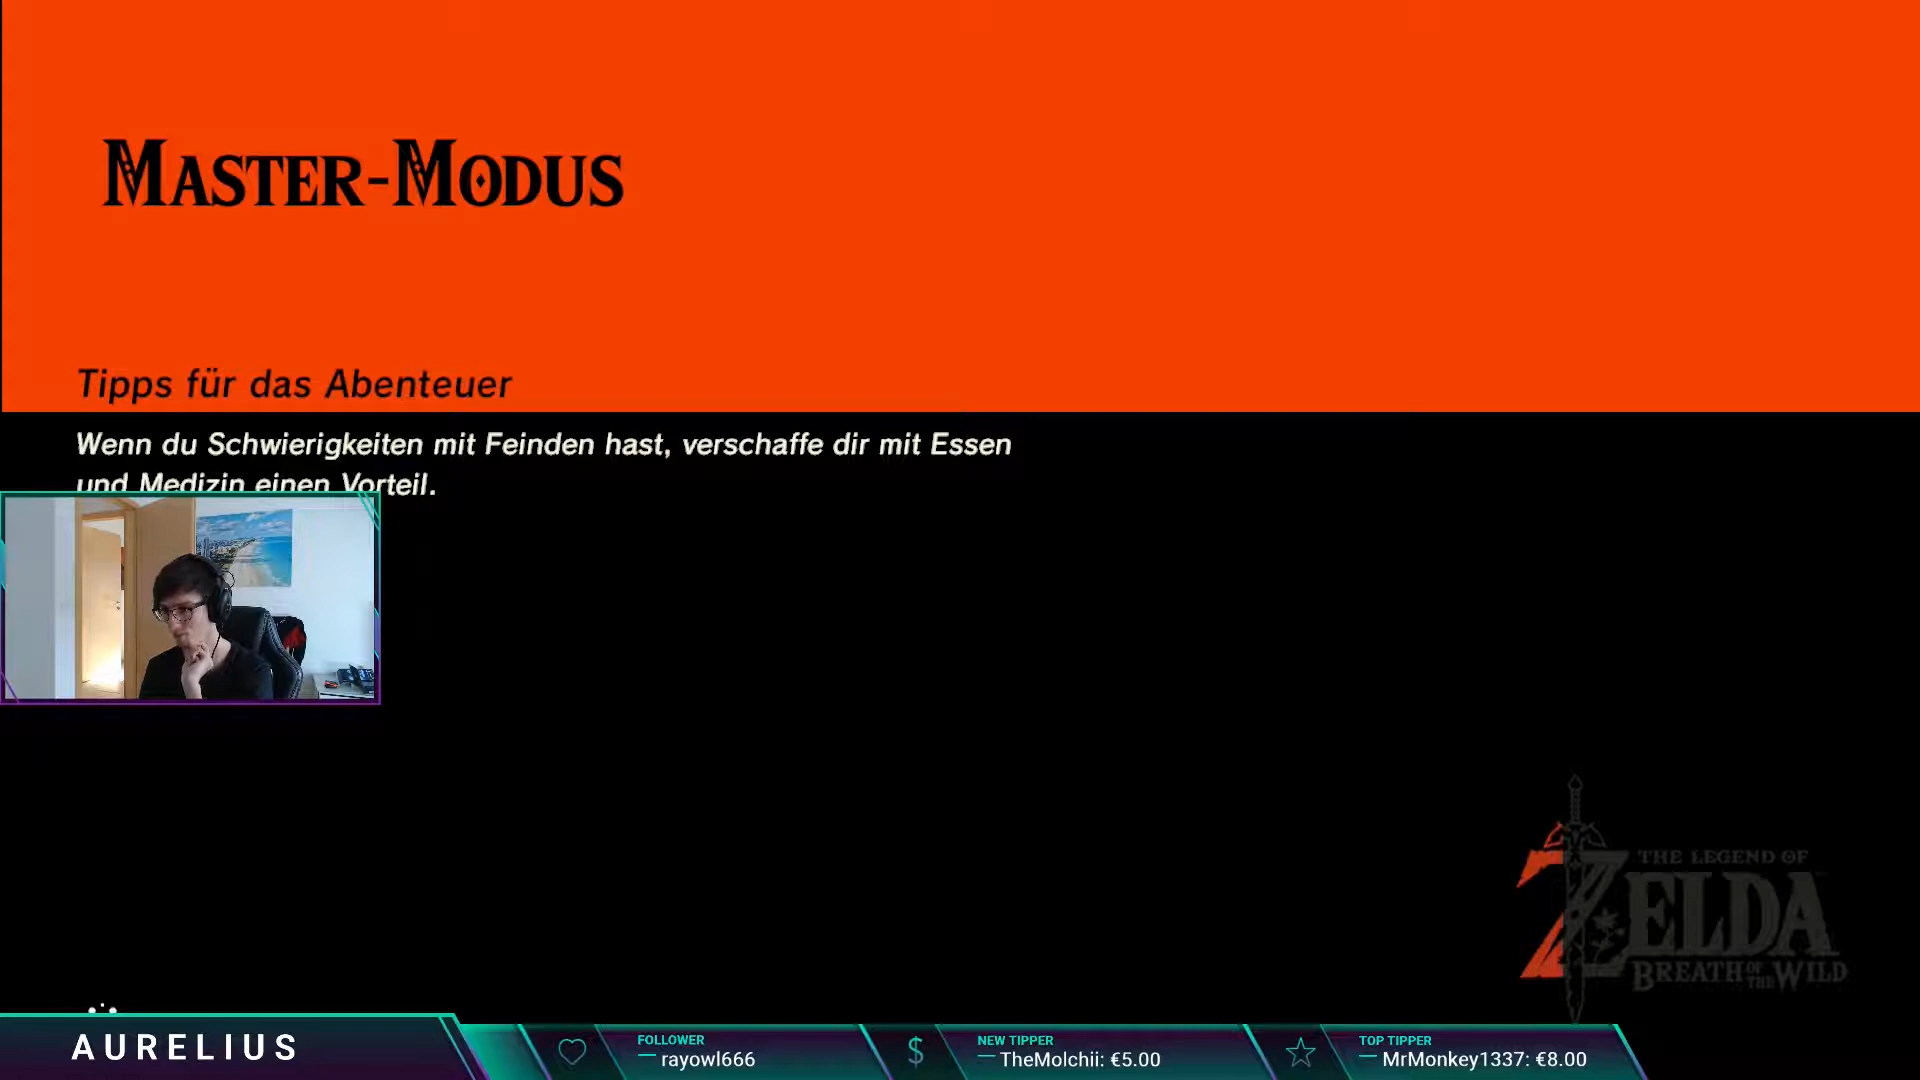 MASTER-MODUS
Tipps für das Abenteuer
Wenn du Schwierigkeiten mit Feinden hast, verschaffe dir mit Essen
und Medizin einen Vorteil.
THE LEGEND OF
ZELDA
BREATH OF THE WILD
AURELIUS
FOLLOWER
rayowl666
NEW TIPPER
TheMolchii: €5.00
TOP TIPPER
MrMonkey1337: €8.00